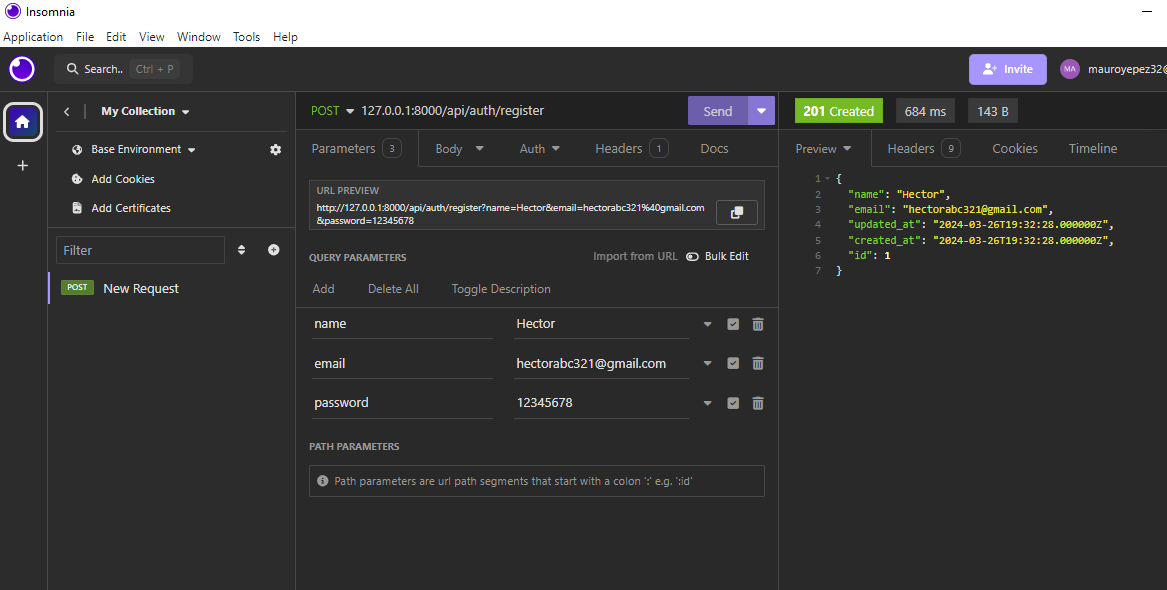 Insomnia
Application File Edit View Window Tools Help
Search.. Ctrl + P
Invite
MA mauroyepez32@
My Collection
Base Environment
Add Cookies
Add Certificates
Filter
POST New Request
POST 127.0.0.1:8000/api/auth/register Send
Parameters 3 Body Auth Headers 1 Docs
URL PREVIEW
http://127.0.0.1:8000/api/auth/register?name=Hector&email=hectorabc321%40gmail.com
&password=12345678
QUERY PARAMETERS Import from URL Bulk Edit
Add Delete All Toggle Description
name Hector
email hectorabc321@gmail.com
password 12345678
PATH PARAMETERS
Path parameters are url path segments that start with a colon ':' e.g. ':id'
201 Created 684 ms 143 B
Preview Headers 9 Cookies Timeline
1 {
2 "name": "Hector",
3 "email": "hectorabc321@gmail.com",
4 "updated_at": "2024-03-26T19:32:28.000000Z",
5 "created_at": "2024-03-26T19:32:28.000000Z",
6 "id": 1
7 }